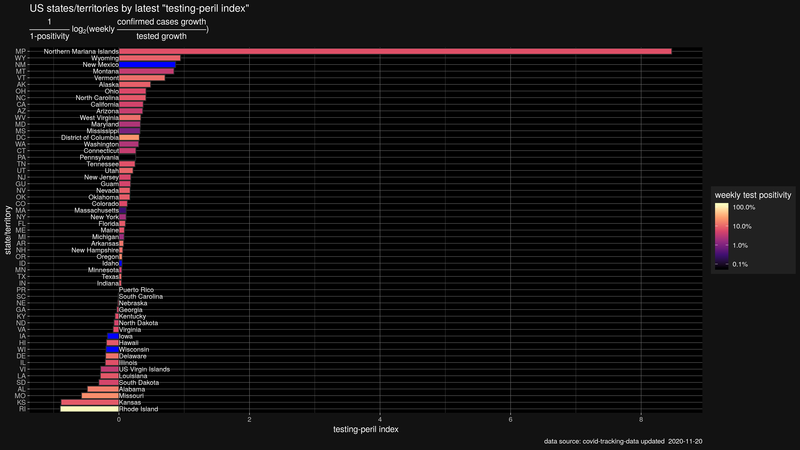 US states/territories by latest "testing-peril index"
1
1-positivity
log2(weekly
confirmed cases growth
tested growth
)
MP Northern Mariana Islands
WY Wyoming
NM New Mexico
MT Montana
VT Vermont
AK Alaska
OH Ohio
NC North Carolina
CA California
AZ Arizona
WV West Virginia
MD Maryland
MS Mississippi
DC District of Columbia
WA Washington
CT Connecticut
PA Pennsylvania
TN Tennessee
UT Utah
NJ New Jersey
GU Guam
NV Nevada
OK Oklahoma
CO Colorado
MA Massachusetts
NY New York
FL Florida
ME Maine
MI Michigan
AR Arkansas
NH New Hampshire
OR Oregon
ID Idaho
MN Minnesota
TX Texas
IN Indiana
PR Puerto Rico
SC South Carolina
NE Nebraska
GA Georgia
KY Kentucky
ND North Dakota
VA Virginia
IA Iowa
HI Hawaii
WI Wisconsin
DE Delaware
IL Illinois
VI US Virgin Islands
LA Louisiana
SD South Dakota
AL Alabama
MO Missouri
KS Kansas
RI Rhode Island
state/territory
0 2 4 6 8
testing-peril index
weekly test positivity
100.0%
10.0%
1.0%
0.1%
data source: covid-tracking-data updated 2020-11-20